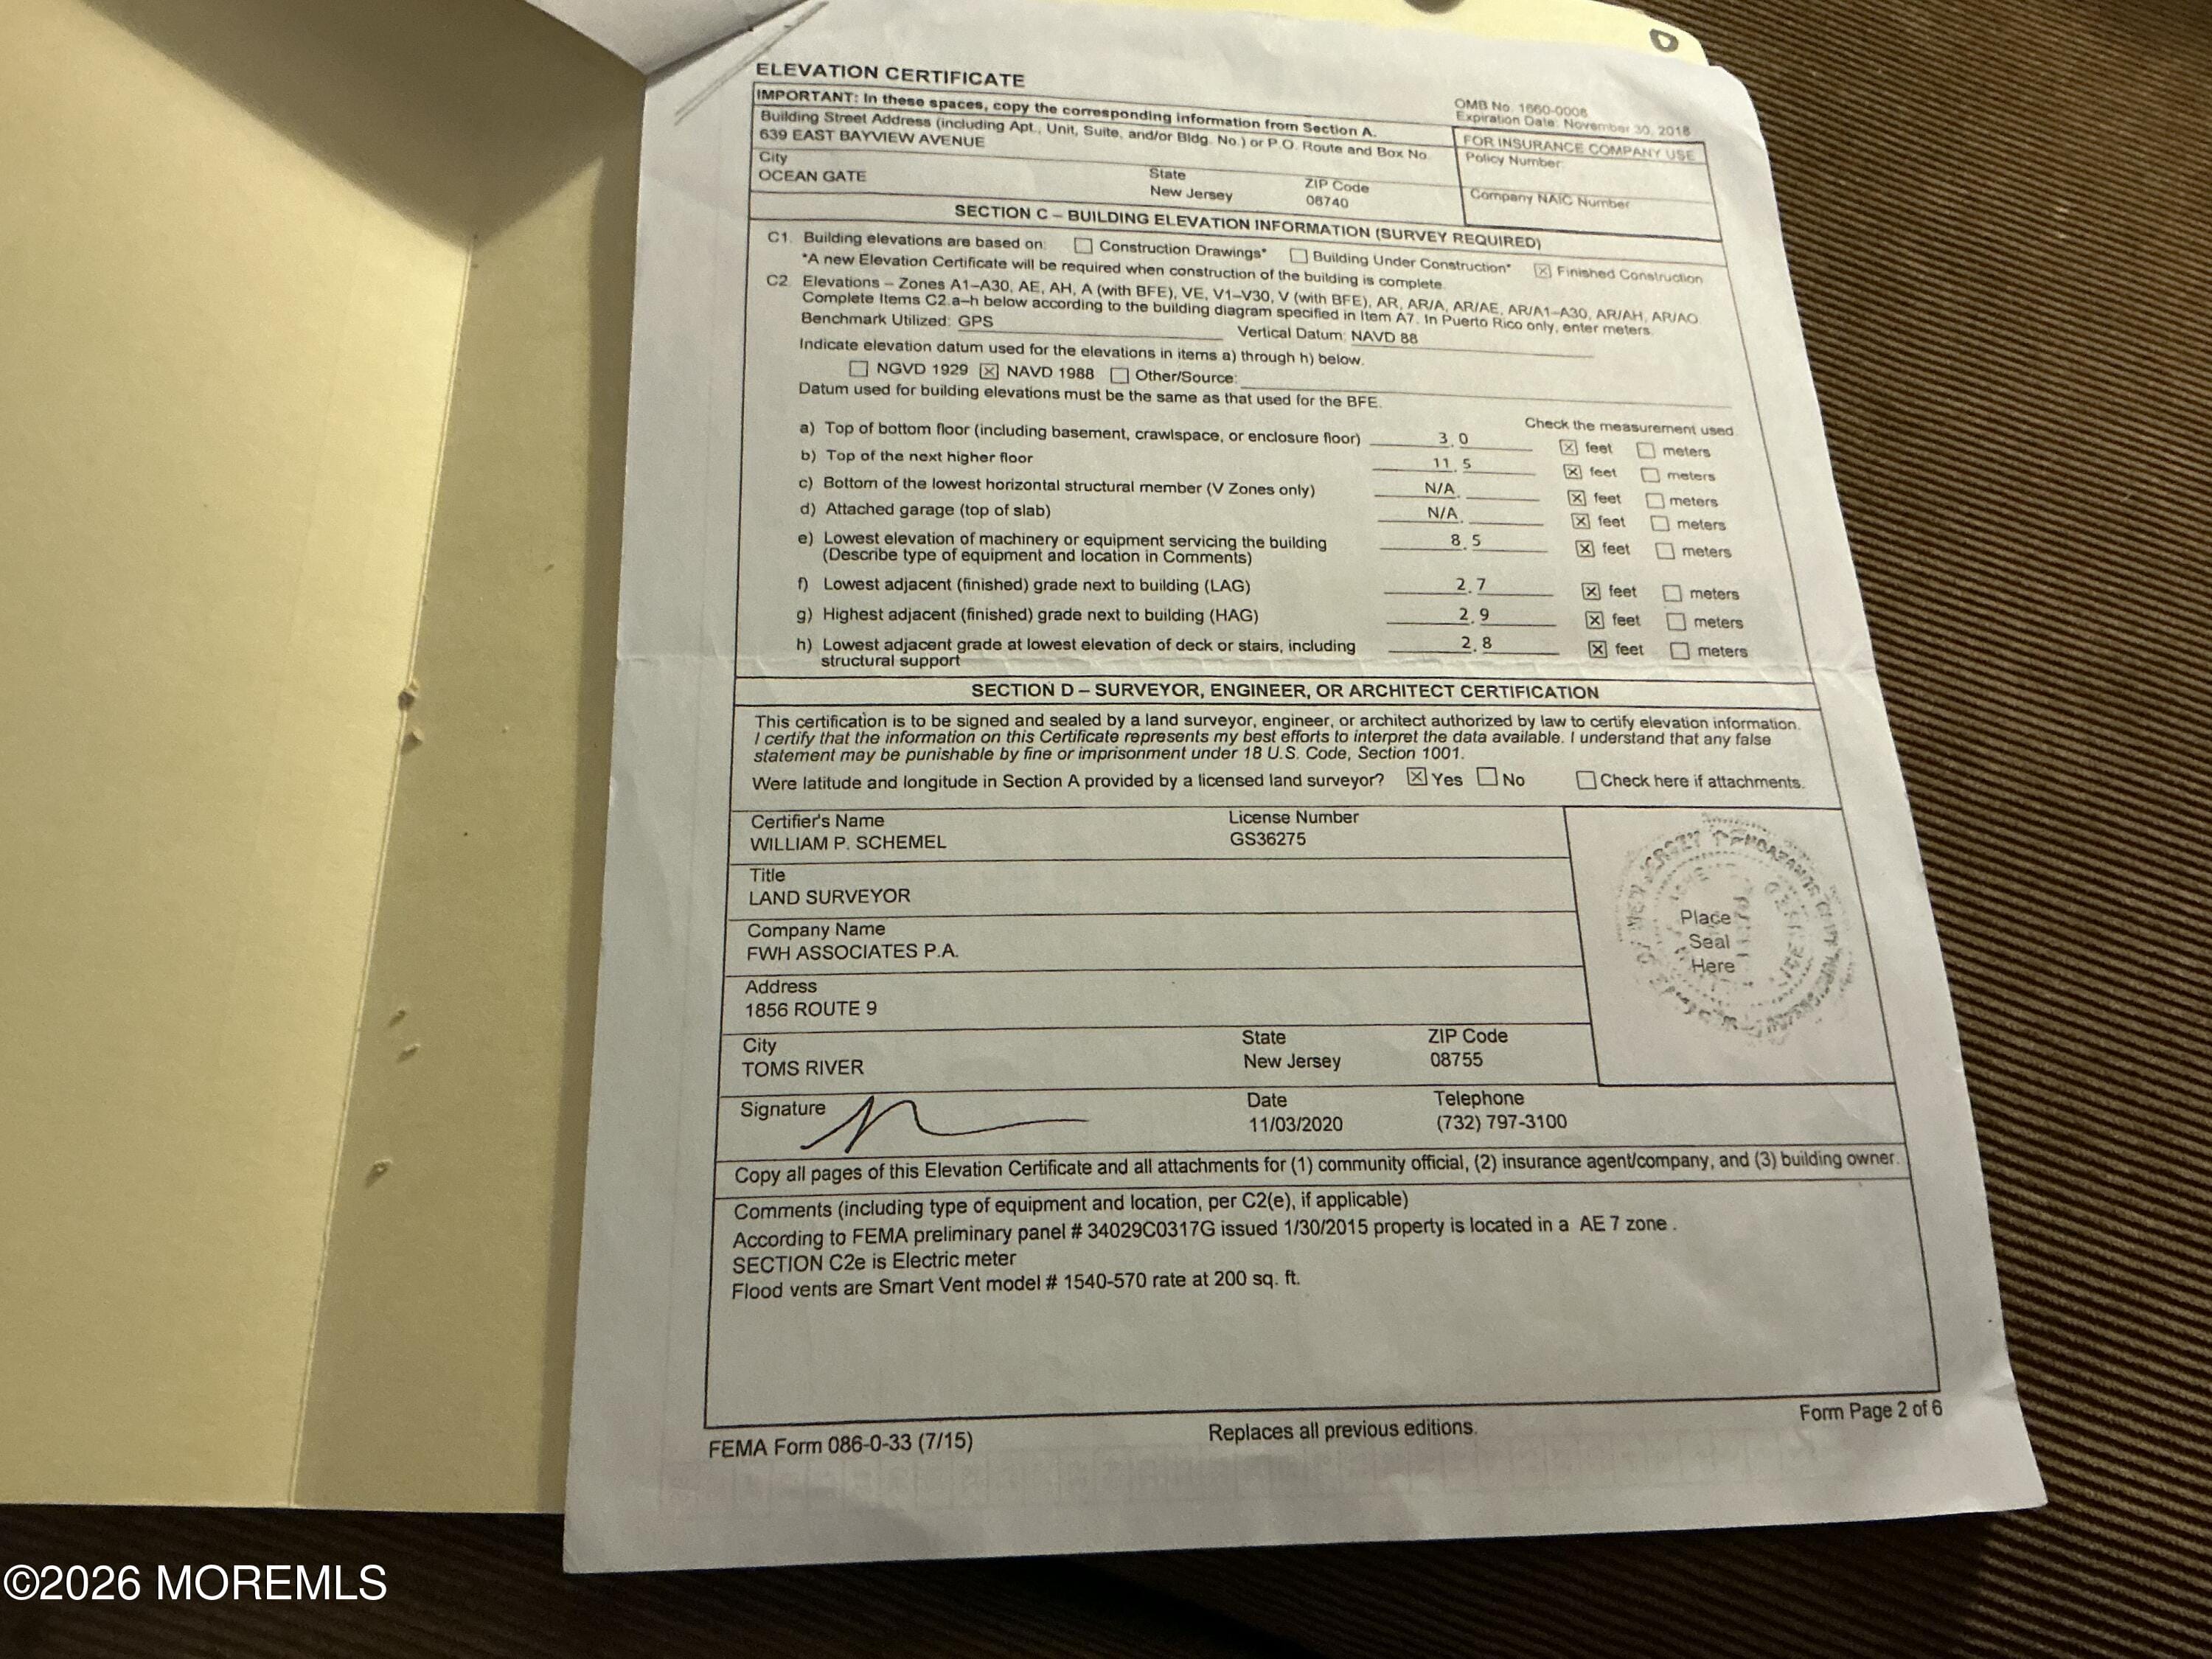 ELEVATION CERTIFICATE
OMB No. 1660-0008
Expiration Date: November 30, 2018
IMPORTANT: In these spaces, copy the corresponding information from Section A.
FOR INSURANCE COMPANY USE
Building Street Address (including Apt., Unit, Suite, and/or Bldg. No.) or P.O. Route and Box No.
Policy Number:
639 EAST BAYVIEW AVENUE
City State ZIP Code
Company NAIC Number
OCEAN GATE New Jersey 08740
SECTION C – BUILDING ELEVATION INFORMATION (SURVEY REQUIRED)
C1. Building elevations are based on: ☐ Construction Drawings* ☐ Building Under Construction* ☒ Finished Construction
*A new Elevation Certificate will be required when construction of the building is complete.
C2. Elevations – Zones A1–A30, AE, AH, A (with BFE), VE, V1–V30, V (with BFE), AR, AR/A, AR/AE, AR/A1–A30, AR/AH, AR/AO.
Complete Items C2.a–h below according to the building diagram specified in Item A7. In Puerto Rico only, enter meters.
Benchmark Utilized: GPS Vertical Datum: NAVD 88
Indicate elevation datum used for the elevations in items a) through h) below.
☐ NGVD 1929 ☒ NAVD 1988 ☐ Other/Source:
Datum used for building elevations must be the same as that used for the BFE.
Check the measurement used.
a) Top of bottom floor (including basement, crawlspace, or enclosure floor) 3.0 ☒ feet ☐ meters
b) Top of the next higher floor 11.5 ☒ feet ☐ meters
c) Bottom of the lowest horizontal structural member (V Zones only) N/A. ☒ feet ☐ meters
d) Attached garage (top of slab) N/A. ☒ feet ☐ meters
e) Lowest elevation of machinery or equipment servicing the building 8.5 ☒ feet ☐ meters
(Describe type of equipment and location in Comments)
f) Lowest adjacent (finished) grade next to building (LAG) 2.7 ☒ feet ☐ meters
g) Highest adjacent (finished) grade next to building (HAG) 2.9 ☒ feet ☐ meters
h) Lowest adjacent grade at lowest elevation of deck or stairs, including 2.8 ☒ feet ☐ meters
structural support
SECTION D – SURVEYOR, ENGINEER, OR ARCHITECT CERTIFICATION
This certification is to be signed and sealed by a land surveyor, engineer, or architect authorized by law to certify elevation information.
I certify that the information on this Certificate represents my best efforts to interpret the data available. I understand that any false
statement may be punishable by fine or imprisonment under 18 U.S. Code, Section 1001.
Were latitude and longitude in Section A provided by a licensed land surveyor? ☒ Yes ☐ No ☐ Check here if attachments.
Certifier's Name License Number
WILLIAM P. SCHEMEL GS36275
Title
LAND SURVEYOR
Company Name
FWH ASSOCIATES P.A.
Place
Seal
Here
Address
1856 ROUTE 9
City State ZIP Code
TOMS RIVER New Jersey 08755
Signature Date Telephone
11/03/2020 (732) 797-3100
Copy all pages of this Elevation Certificate and all attachments for (1) community official, (2) insurance agent/company, and (3) building owner.
Comments (including type of equipment and location, per C2(e), if applicable)
According to FEMA preliminary panel # 34029C0317G issued 1/30/2015 property is located in a AE 7 zone .
SECTION C2e is Electric meter
Flood vents are Smart Vent model # 1540-570 rate at 200 sq. ft.
FEMA Form 086-0-33 (7/15) Replaces all previous editions. Form Page 2 of 6
©2026 MOREMLS